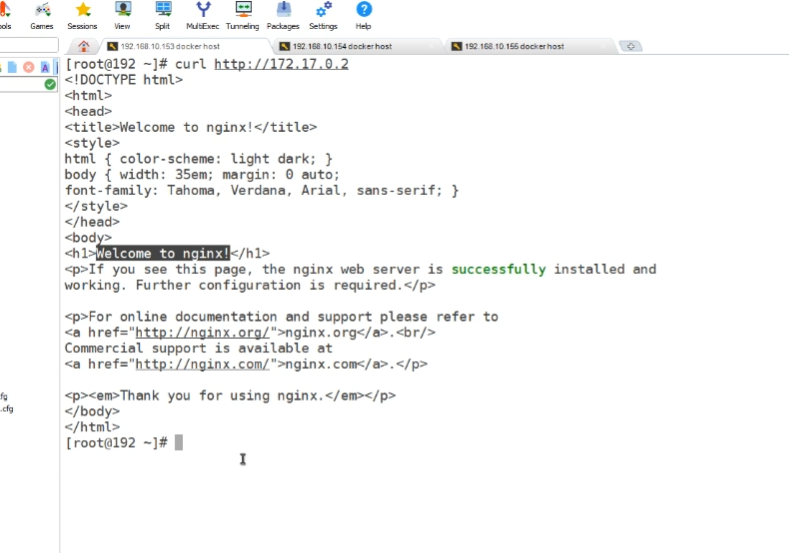 Games Sessions View Split MultiExec Tunneling Packages Settings Help
192.168.10.153 docker host 192.168.10.154 docker host 192.168.10.155 docker host
[root@192 ~]# curl http://172.17.0.2
<!DOCTYPE html>
<html>
<head>
<title>Welcome to nginx!</title>
<style>
html { color-scheme: light dark; }
body { width: 35em; margin: 0 auto;
font-family: Tahoma, Verdana, Arial, sans-serif; }
</style>
</head>
<body>
<h1>Welcome to nginx!</h1>
<p>If you see this page, the nginx web server is successfully installed and
working. Further configuration is required.</p>
<p>For online documentation and support please refer to
<a href="http://nginx.org/">nginx.org</a>.<br/>
Commercial support is available at
<a href="http://nginx.com/">nginx.com</a>.</p>
<p><em>Thank you for using nginx.</em></p>
</body>
</html>
[root@192 ~]#